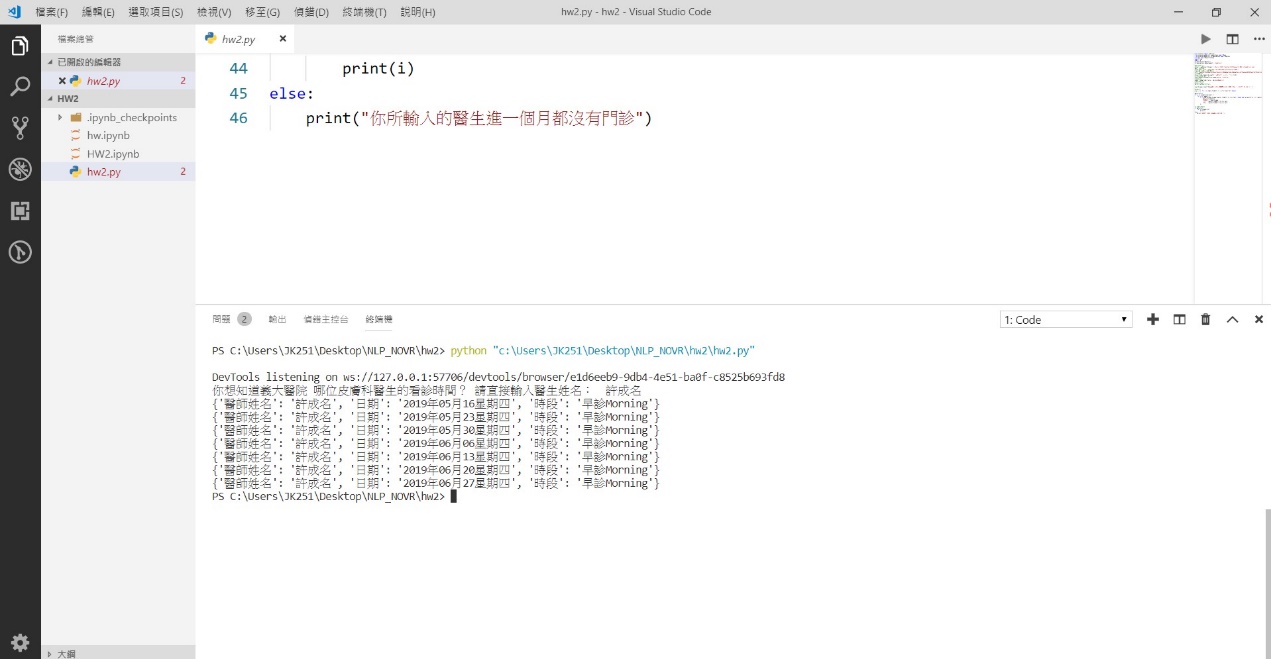 檔案(F) 編輯(E) 選取項目(S) 檢視(V) 移至(G) 偵錯(D) 終端機(T) 說明(H) hw2.py - hw2 - Visual Studio Code
檔案總管
已開啟的編輯器
hw2.py 2
HW2
.ipynb_checkpoints
hw.ipynb
HW2.ipynb
hw2.py 2
大綱
hw2.py
44 print(i)
45 else:
46 print("你所輸入的醫生進一個月都沒有門診")
問題 2 輸出 偵錯主控台 終端機 1: Code
PS C:\Users\JK251\Desktop\NLP_NOVR\hw2> python "c:\Users\JK251\Desktop\NLP_NOVR\hw2\hw2.py"
DevTools listening on ws://127.0.0.1:57706/devtools/browser/e1d6eeb9-9db4-4e51-ba0f-c8525b693fd8
你想知道義大醫院 哪位皮膚科醫生的看診時間? 請直接輸入醫生姓名: 許成名
{'醫師姓名': '許成名', '日期': '2019年05月16星期四', '時段': '早診Morning'}
{'醫師姓名': '許成名', '日期': '2019年05月23星期四', '時段': '早診Morning'}
{'醫師姓名': '許成名', '日期': '2019年05月30星期四', '時段': '早診Morning'}
{'醫師姓名': '許成名', '日期': '2019年06月06星期四', '時段': '早診Morning'}
{'醫師姓名': '許成名', '日期': '2019年06月13星期四', '時段': '早診Morning'}
{'醫師姓名': '許成名', '日期': '2019年06月20星期四', '時段': '早診Morning'}
{'醫師姓名': '許成名', '日期': '2019年06月27星期四', '時段': '早診Morning'}
PS C:\Users\JK251\Desktop\NLP_NOVR\hw2>